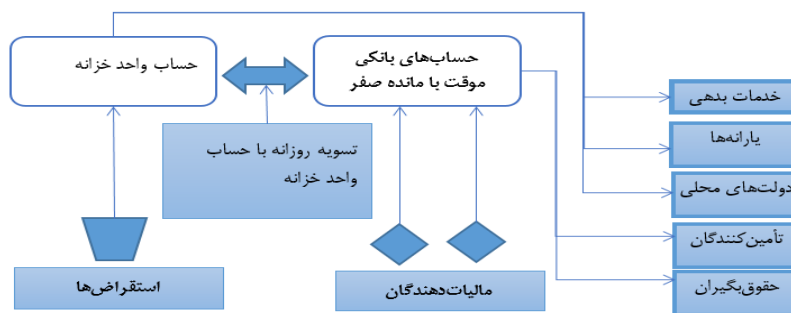 حساب واحد خزانه
حساب‌های بانکی
موقت با مانده صفر
تسویه روزانه با حساب
واحد خزانه
خدمات بدهی
یارانه‌ها
دولت‌های محلی
تأمین‌کنندگان
حقوق‌بگیران
مالیات‌دهندگان
استقراض‌ها